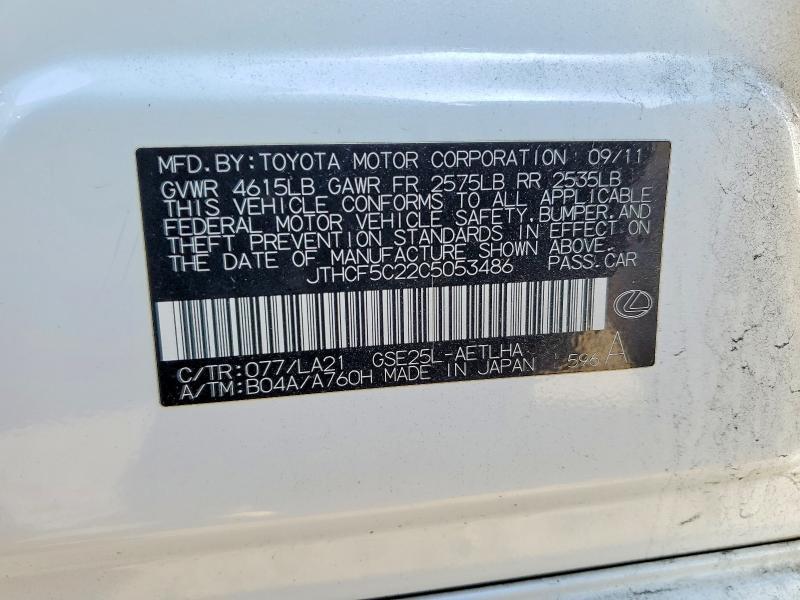 MFD.BY:TOYOTA MOTOR CORPORATION 09/11
GVWR 4615LB GAWR FR 2575LB RR 2535LB
THIS VEHICLE CONFORMS TO ALL APPLICABLE
FEDERAL MOTOR VEHICLE SAFETY.BUMPER.AND
THEFT PREVENTION STANDARDS IN EFFECT ON
THE DATE OF MANUFACTURE SHOWN ABOVE.
JTHCF5C22C5053486 PASS.CAR
C/TR:077/LA21 GSE25L-AETLHA 596 A
A/TM:B04A/A760H MADE IN JAPAN